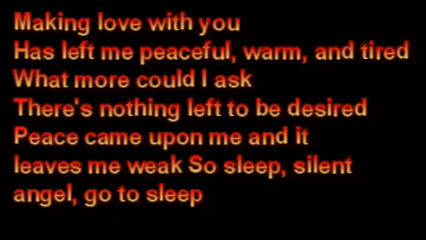 Making love with you
Has left me peaceful, warm, and tired
What more could I ask
There's nothing left to be desired
Peace came upon me and it
leaves me weak So sleep, silent
angel, go to sleep